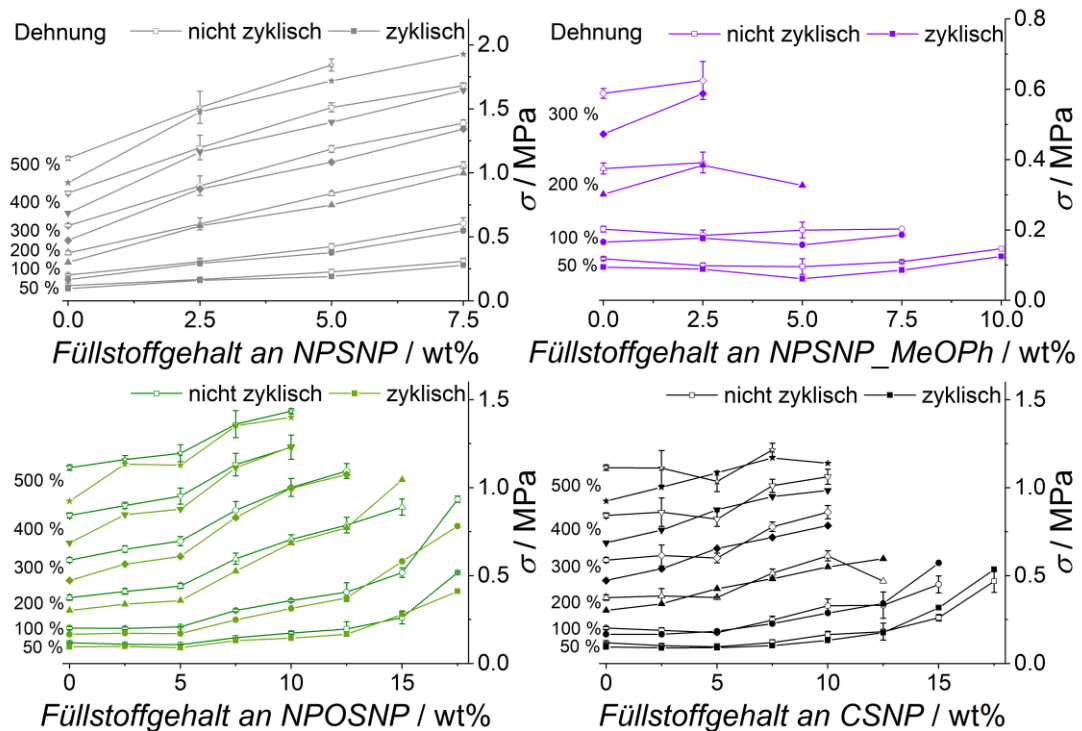 Dehnung nicht zyklisch zyklisch
2.0
1.5
1.0
0.5
0.0
σ / MPa
500 %
400 %
300 %
200 %
100 %
50 %
0.0 2.5 5.0 7.5
Füllstoffgehalt an NPSNP / wt%
Dehnung nicht zyklisch zyklisch
0.8
0.6
0.4
0.2
0.0
σ / MPa
300 %
200 %
100 %
50 %
0.0 2.5 5.0 7.5 10.0
Füllstoffgehalt an NPSNP_MeOPh / wt%
nicht zyklisch zyklisch
1.5
1.0
0.5
0.0
σ / MPa
500 %
400 %
300 %
200 %
100 %
50 %
0 5 10 15
Füllstoffgehalt an NPOSNP / wt%
nicht zyklisch zyklisch
1.5
1.0
0.5
0.0
σ / MPa
500 %
400 %
300 %
200 %
100 %
50 %
0 5 10 15
Füllstoffgehalt an CSNP / wt%